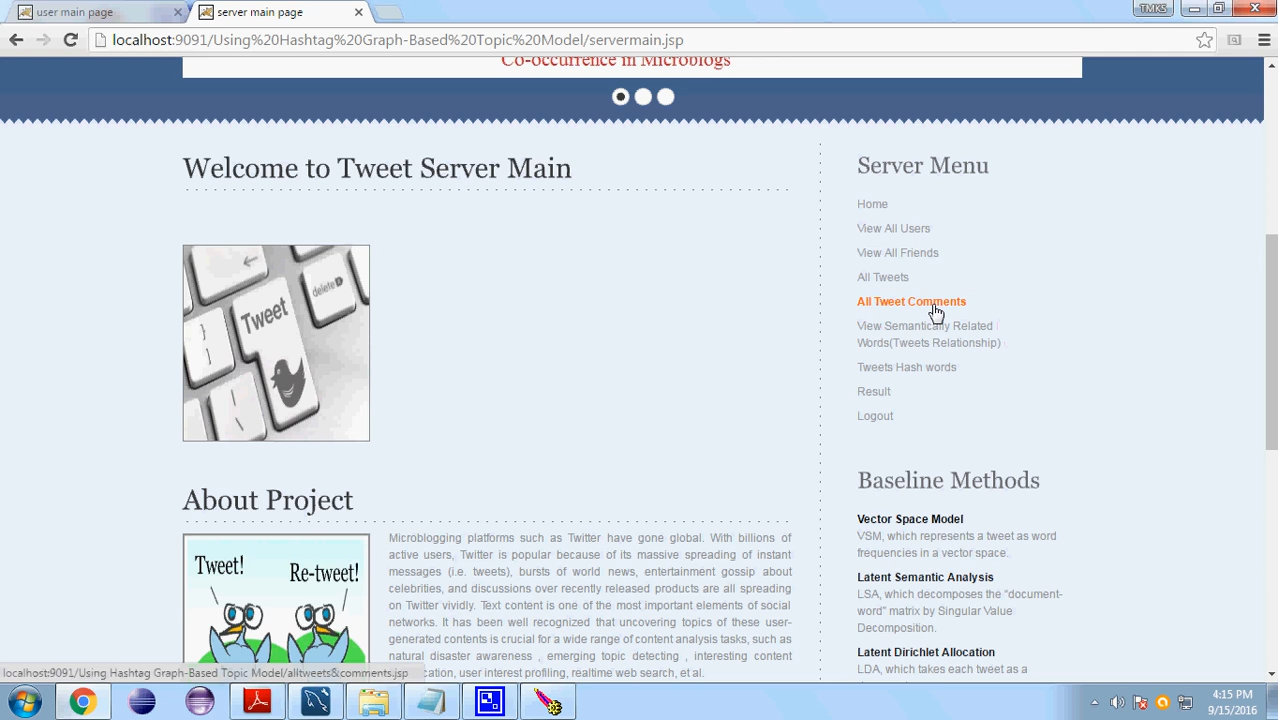 user main page
server main page
TMKS
localhost:9091/Using%20Hashtag%20Graph-Based%20Topic%20Model/servermain.jsp
Co-occurrence in Microblogs
Welcome to Tweet Server Main
Tweet
delete
About Project
Tweet!
Re-tweet!
Microblogging platforms such as Twitter have gone global. With billions of
active users, Twitter is popular because of its massive spreading of instant
messages (i.e. tweets), bursts of world news, entertainment gossip about
celebrities, and discussions over recently released products are all spreading
on Twitter vividly. Text content is one of the most important elements of social
networks. It has been well recognized that uncovering topics of these user-
generated contents is crucial for a wide range of content analysis tasks, such as
natural disaster awareness , emerging topic detecting , interesting content
cation, user interest profiling, realtime web search, et al.
Server Menu
Home
View All Users
View All Friends
All Tweets
All Tweet Comments
View Semantically Related
Words(Tweets Relationship)
Tweets Hash words
Result
Logout
Baseline Methods
Vector Space Model
VSM, which represents a tweet as word
frequencies in a vector space.
Latent Semantic Analysis
LSA, which decomposes the “document-
word” matrix by Singular Value
Decomposition.
Latent Dirichlet Allocation
LDA, which takes each tweet as a
localhost:9091/Using Hashtag Graph-Based Topic Model/alltweets&comments.jsp
4:15 PM
9/15/2016